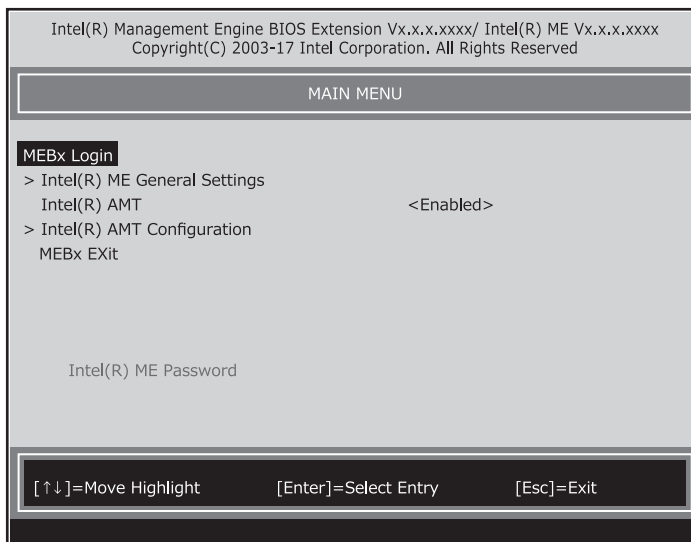 Intel(R) Management Engine BIOS Extension Vx.x.x.xxxx/ Intel(R) ME Vx.x.x.xxxx
Copyright(C) 2003-17 Intel Corporation. All Rights Reserved
MAIN MENU
MEBx Login
> Intel(R) ME General Settings
Intel(R) AMT <Enabled>
> Intel(R) AMT Configuration
MEBx EXit
Intel(R) ME Password
[↑↓]=Move Highlight [Enter]=Select Entry [Esc]=Exit